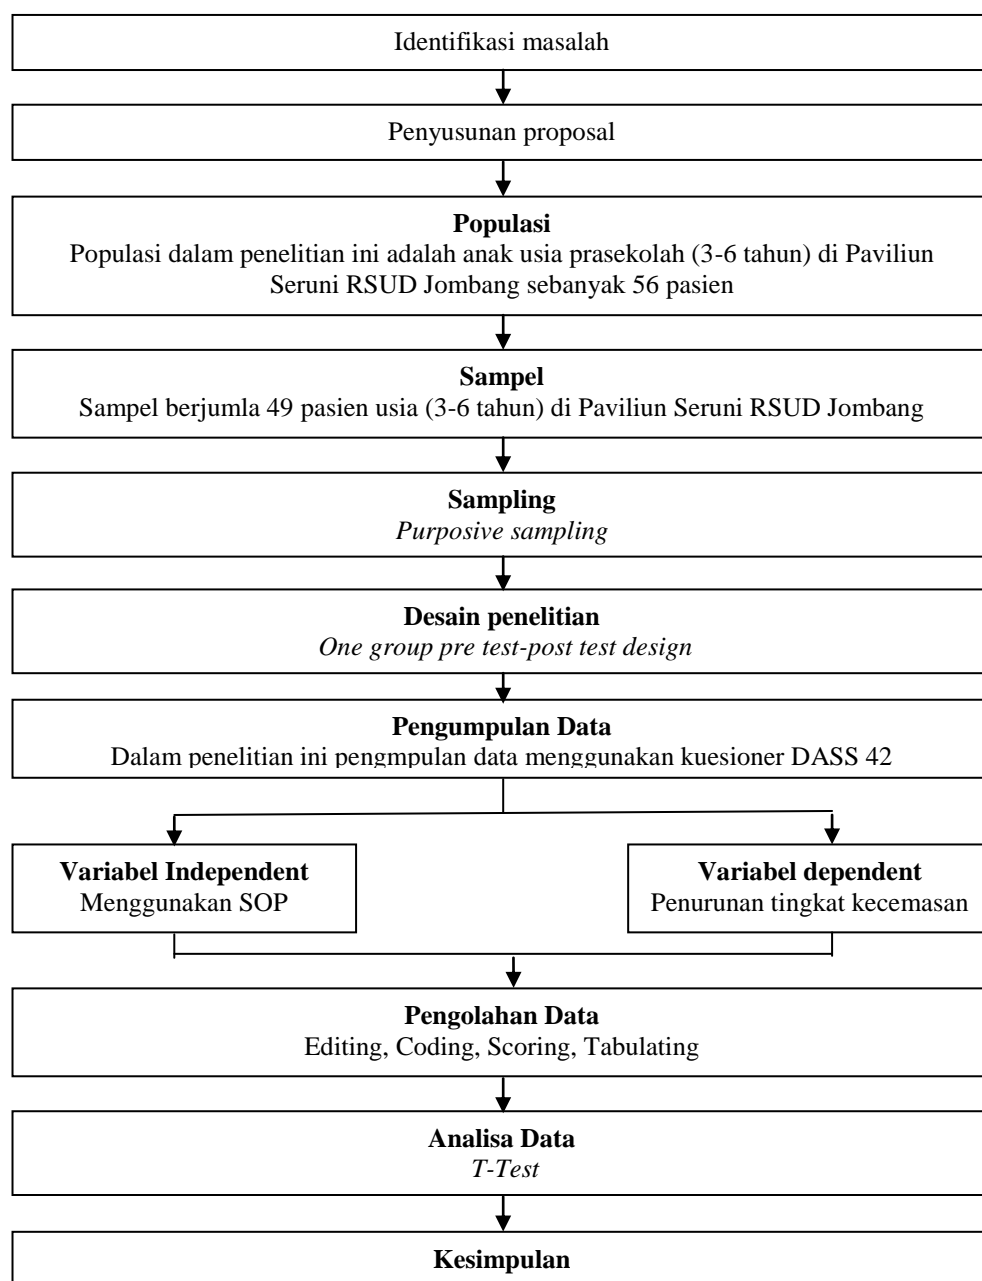 Identifikasi masalah
Penyusunan proposal
Populasi
Populasi dalam penelitian ini adalah anak usia prasekolah (3-6 tahun) di Paviliun
Seruni RSUD Jombang sebanyak 56 pasien
Sampel
Sampel berjumla 49 pasien usia (3-6 tahun) di Paviliun Seruni RSUD Jombang
Sampling
Purposive sampling
Desain penelitian
One group pre test-post test design
Pengumpulan Data
Dalam penelitian ini pengmpulan data menggunakan kuesioner DASS 42
Variabel Independent
Menggunakan SOP
Variabel dependent
Penurunan tingkat kecemasan
Pengolahan Data
Editing, Coding, Scoring, Tabulating
Analisa Data
T-Test
Kesimpulan